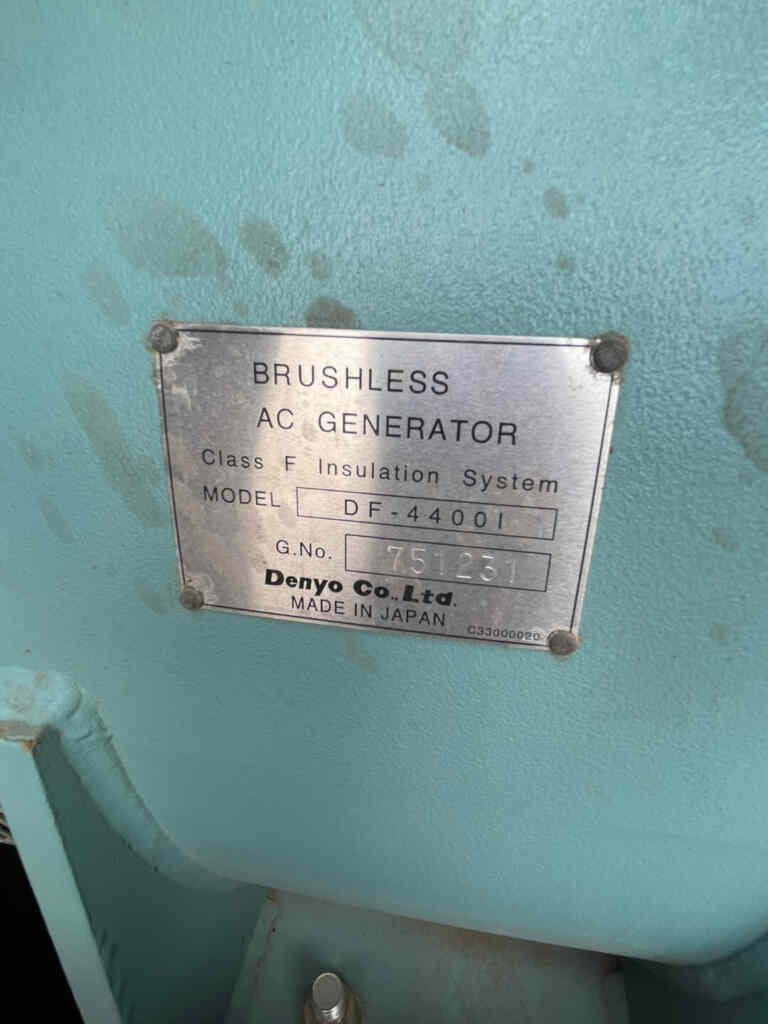 BRUSHLESS
AC GENERATOR
Class F Insulation System
MODEL DF-4400I
G.No. 751231
Denyo Co.,Ltd.
MADE IN JAPAN
C33000020